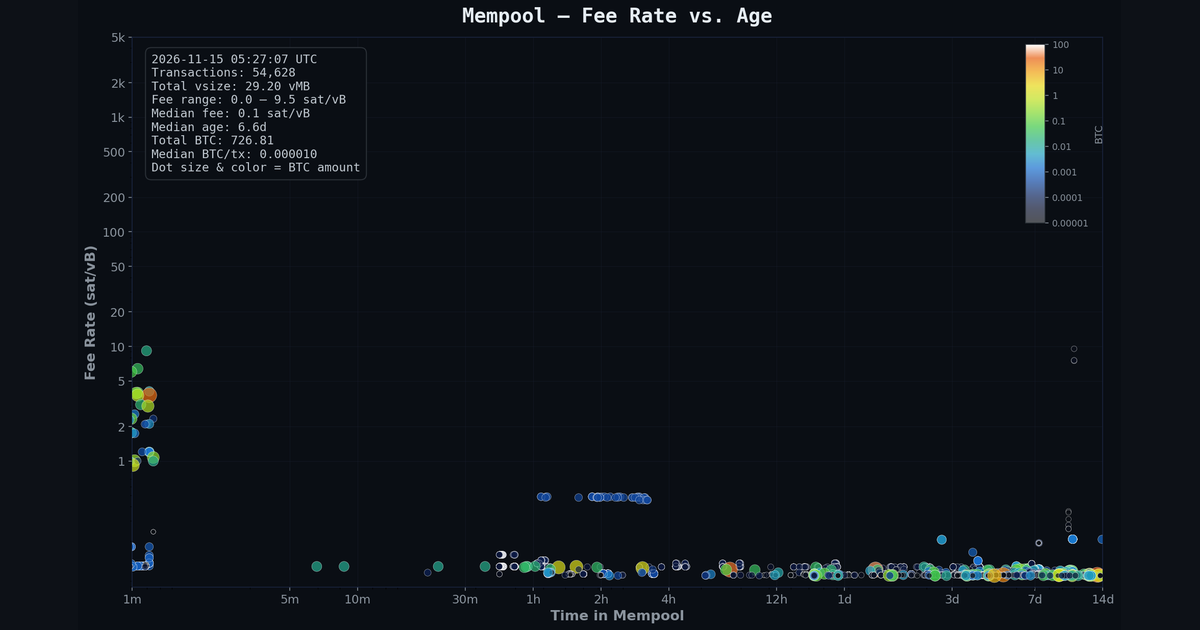 Mempool — Fee Rate vs. Age
5k
2k
1k
500
200
100
50
20
10
5
2
1
Fee Rate (sat/vB)
2026-11-15 05:27:07 UTC
Transactions: 54,628
Total vsize: 29.20 vMB
Fee range: 0.0 – 9.5 sat/vB
Median fee: 0.1 sat/vB
Median age: 6.6d
Total BTC: 726.81
Median BTC/tx: 0.000010
Dot size & color = BTC amount
100
10
1
0.1
0.01
0.001
0.0001
0.00001
BTC
1m 5m 10m 30m 1h 2h 4h 12h 1d 3d 7d 14d
Time in Mempool